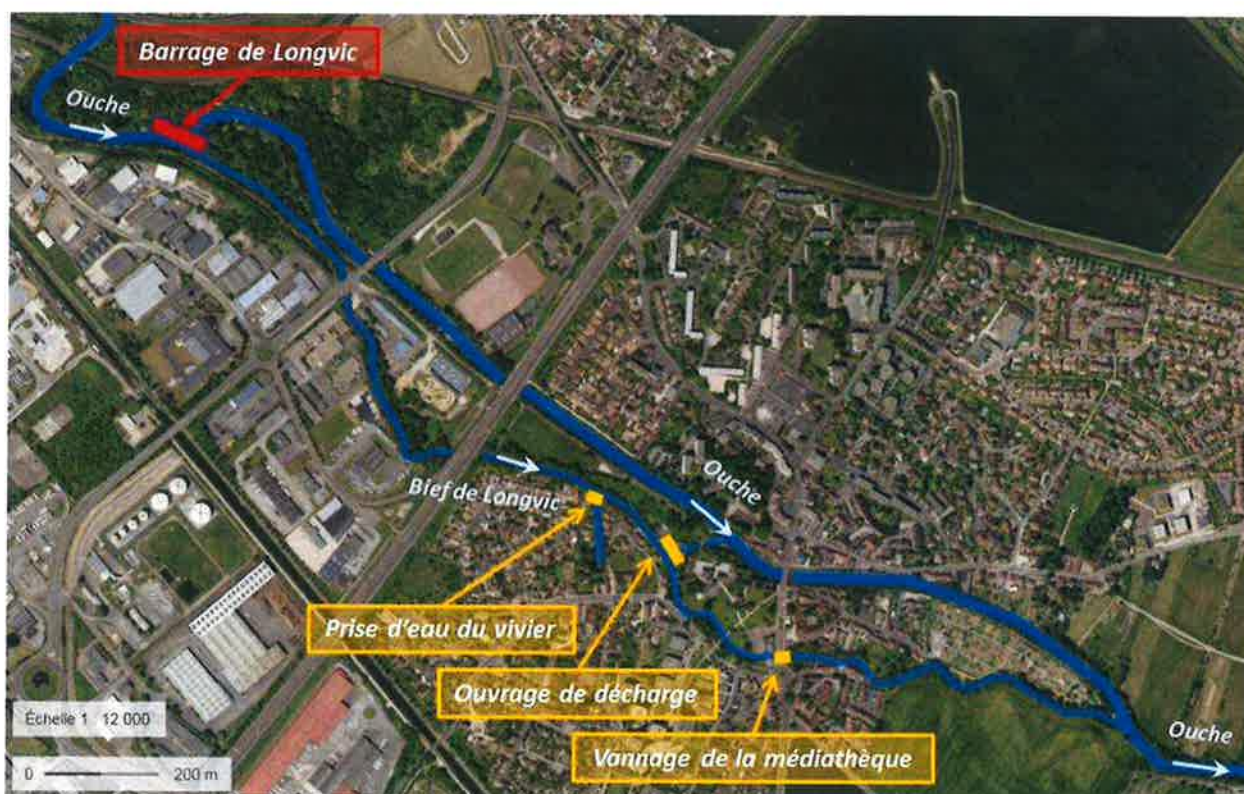 Barrage de Longvic
Ouche
Bief de Longvic
Ouche
Prise d'eau du vivier
Ouvrage de décharge
Vannage de la médiathèque
Ouche
Échelle 1 12 000
0 200 m